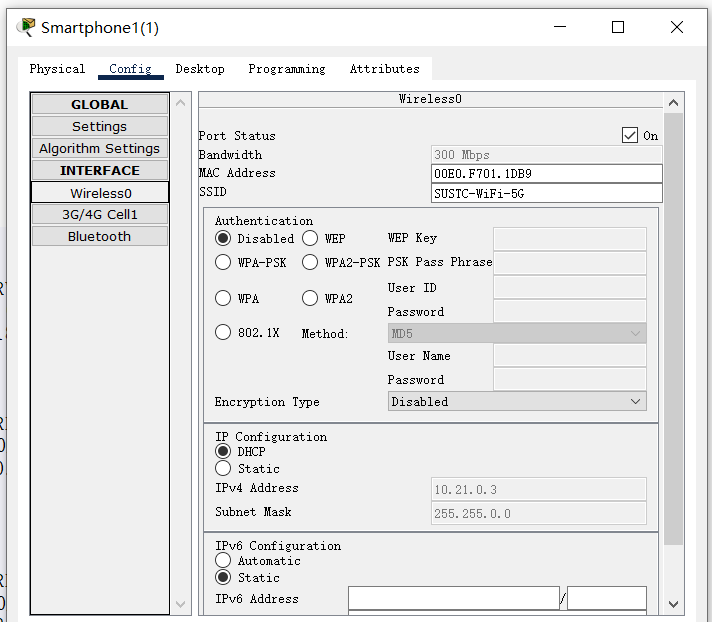 Smartphone1(1)
Physical Config Desktop Programming Attributes
GLOBAL
Settings
Algorithm Settings
INTERFACE
Wireless0
3G/4G Cell1
Bluetooth
Wireless0
Port Status On
Bandwidth 300 Mbps
MAC Address 00E0.F701.1DB9
SSID SUSTC-WiFi-5G
Authentication
Disabled WEP WEP Key
WPA-PSK WPA2-PSK PSK Pass Phrase
User ID
WPA WPA2
Password
802.1X Method: MD5
User Name
Password
Encryption Type Disabled
IP Configuration
DHCP
Static
IPv4 Address 10.21.0.3
Subnet Mask 255.255.0.0
IPv6 Configuration
Automatic
Static
IPv6 Address /